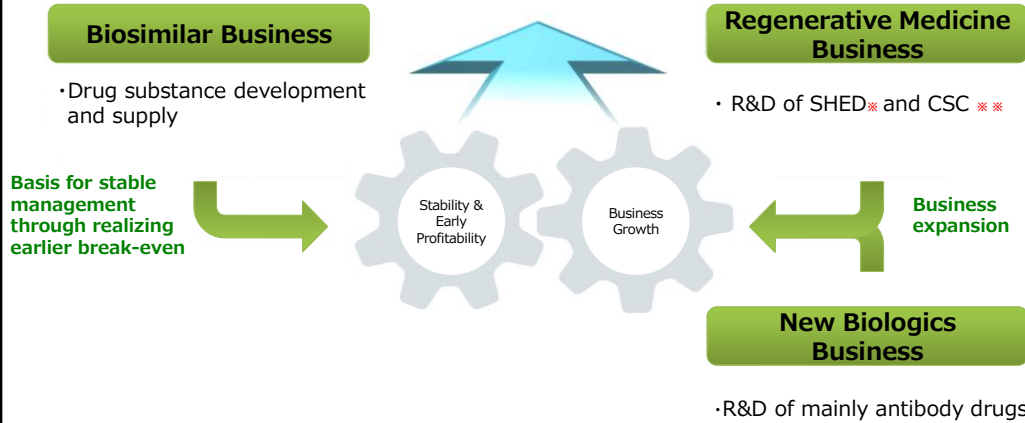 Biosimilar Business
・Drug substance development
and supply
Basis for stable
management
through realizing
earlier break-even
Stability &
Early
Profitability
Business
Growth
Regenerative Medicine
Business
・ R&D of SHED※ and CSC ※※
Business
expansion
New Biologics
Business
・R&D of mainly antibody drugs